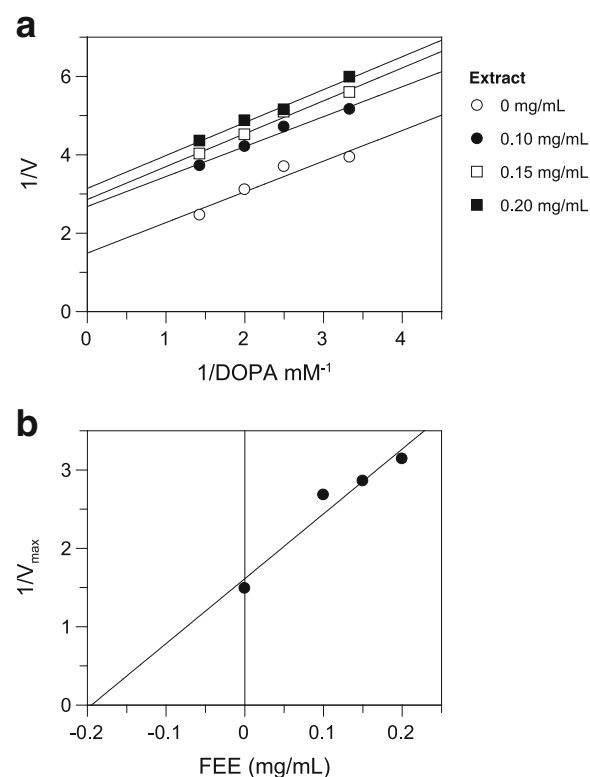 a
6
4
2
0
1/V
0 1 2 3 4
1/DOPA mM⁻¹
Extract
0 mg/mL
0.10 mg/mL
0.15 mg/mL
0.20 mg/mL
b
3
2
1
0
1/Vmax
-0.2 -0.1 0 0.1 0.2
FEE (mg/mL)